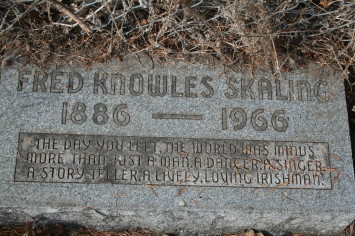 FRED KNOWLES SKALING
1886 — 1966
THE DAY YOU LEFT THE WORLD WAS MINUS
MORE THAN JUST A MAN, A DANCER, A SINGER
A STORY TELLER, A LIVELY, LOVING IRISHMAN.